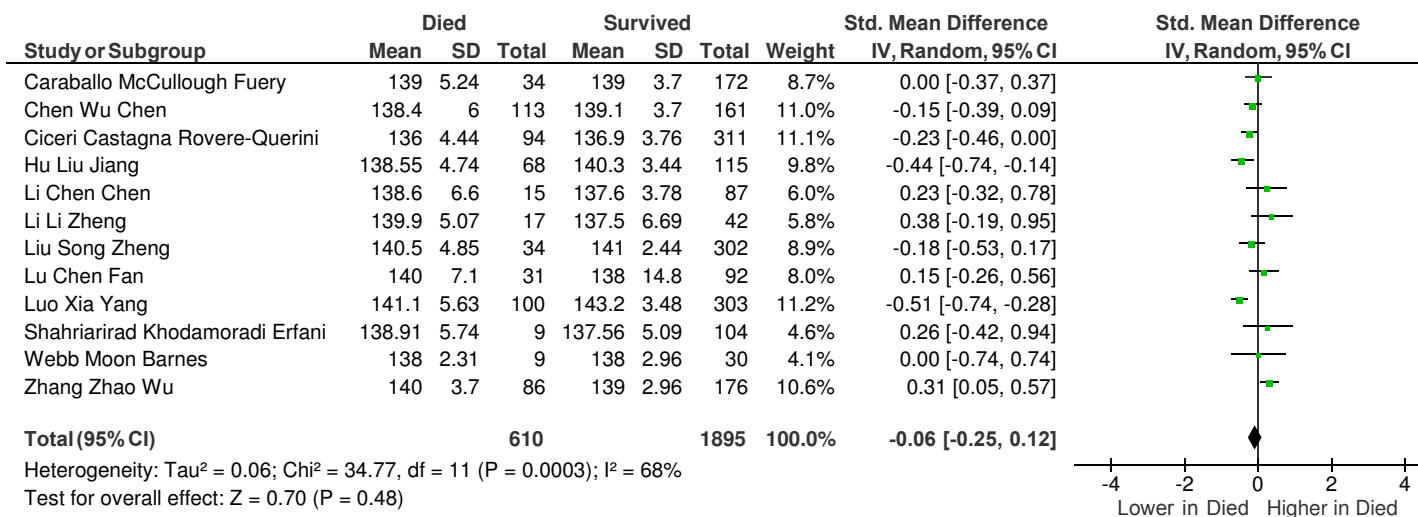 Died Survived Std. Mean Difference Std. Mean Difference
Study or Subgroup Mean SD Total Mean SD Total Weight IV, Random, 95% CI IV, Random, 95% CI
Caraballo McCullough Fuery 139 5.24 34 139 3.7 172 8.7% 0.00 [-0.37, 0.37]
Chen Wu Chen 138.4 6 113 139.1 3.7 161 11.0% -0.15 [-0.39, 0.09]
Ciceri Castagna Rovere-Querini 136 4.44 94 136.9 3.76 311 11.1% -0.23 [-0.46, 0.00]
Hu Liu Jiang 138.55 4.74 68 140.3 3.44 115 9.8% -0.44 [-0.74, -0.14]
Li Chen Chen 138.6 6.6 15 137.6 3.78 87 6.0% 0.23 [-0.32, 0.78]
Li Li Zheng 139.9 5.07 17 137.5 6.69 42 5.8% 0.38 [-0.19, 0.95]
Liu Song Zheng 140.5 4.85 34 141 2.44 302 8.9% -0.18 [-0.53, 0.17]
Lu Chen Fan 140 7.1 31 138 14.8 92 8.0% 0.15 [-0.26, 0.56]
Luo Xia Yang 141.1 5.63 100 143.2 3.48 303 11.2% -0.51 [-0.74, -0.28]
Shahriarirad Khodamoradi Erfani 138.91 5.74 9 137.56 5.09 104 4.6% 0.26 [-0.42, 0.94]
Webb Moon Barnes 138 2.31 9 138 2.96 30 4.1% 0.00 [-0.74, 0.74]
Zhang Zhao Wu 140 3.7 86 139 2.96 176 10.6% 0.31 [0.05, 0.57]
Total (95% CI) 610 1895 100.0% -0.06 [-0.25, 0.12]
Heterogeneity: Tau² = 0.06; Chi² = 34.77, df = 11 (P = 0.0003); I² = 68%
Test for overall effect: Z = 0.70 (P = 0.48)
-4 -2 0 2 4
Lower in Died Higher in Died